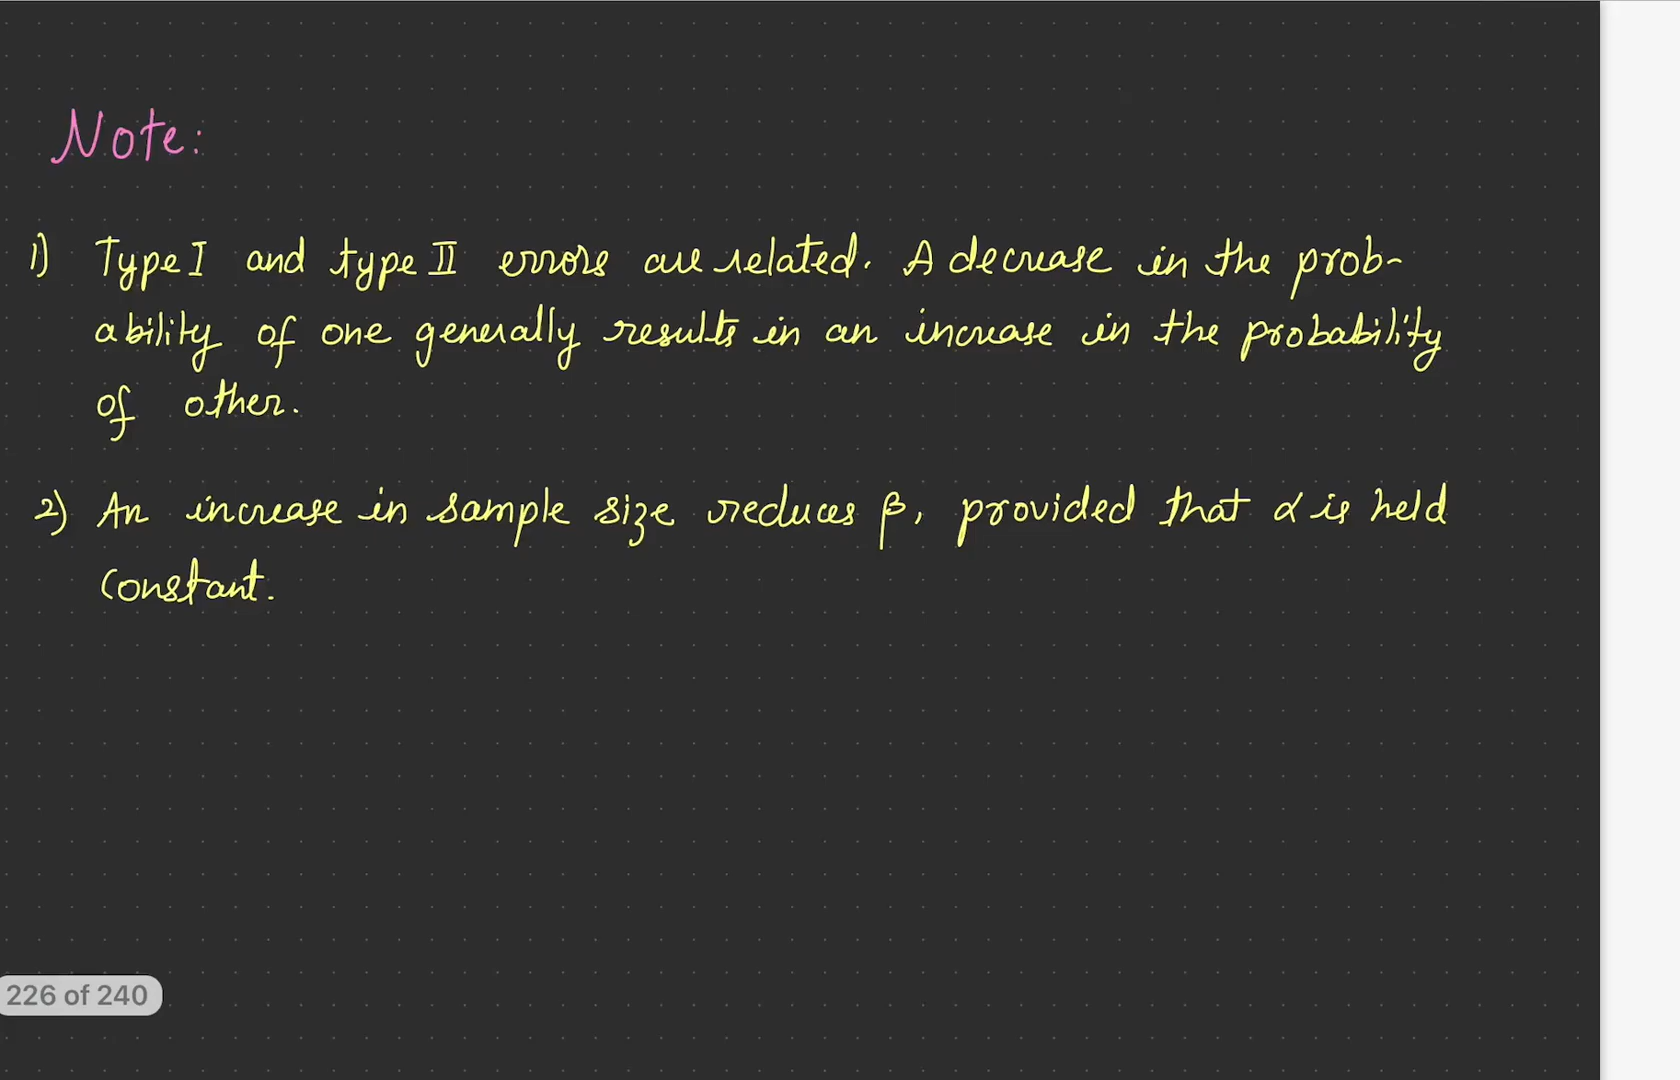 Note:
1) Type I and type II errors are related. A decrease in the prob-
ability of one generally results in an increase in the probability
of other.
2) An increase in sample size reduces β, provided that α is held
constant.
226 of 240